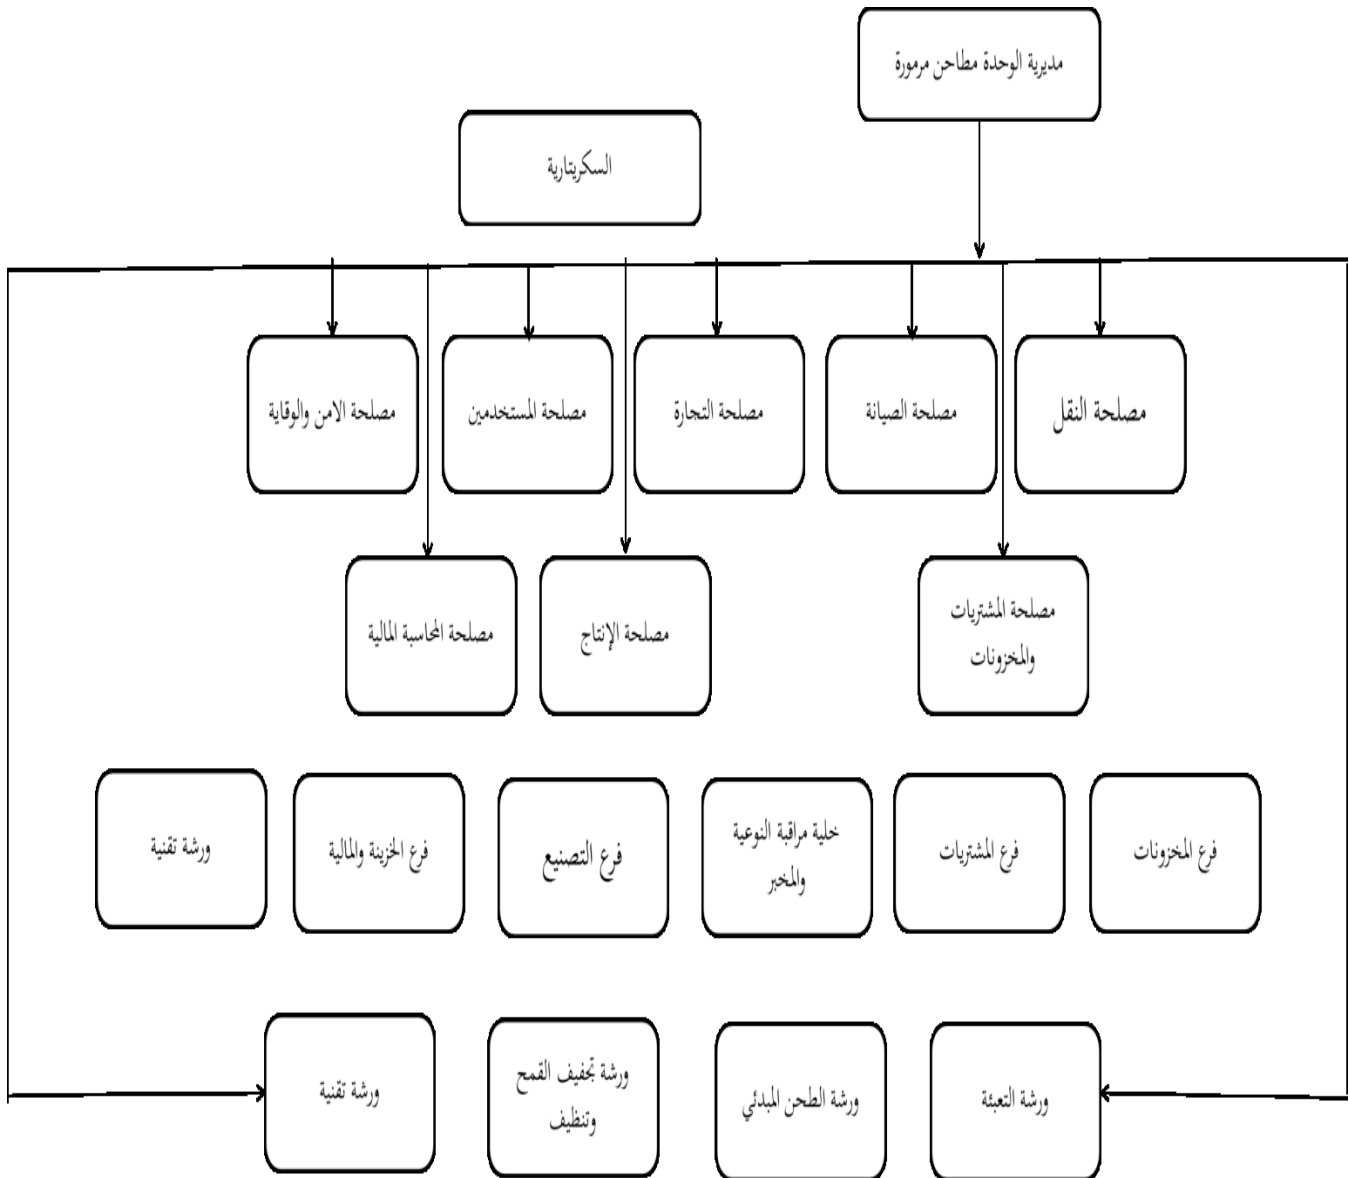 مديرية الوحدة مطاحن مرمورة
السكريتارية
مصلحة النقل
مصلحة الصيانة
مصلحة التجارة
مصلحة المستخدمين
مصلحة الامن والوقاية
مصلحة المشتريات
والمخزونات
مصلحة الإنتاج
مصلحة المحاسبة المالية
فرع المخزونات
فرع المشتريات
خلية مراقبة النوعية
والمخبر
فرع التصنيع
فرع الخزينة والمالية
ورشة تقنية
ورشة التعبئة
ورشة الطحن المبدئي
ورشة تجفيف القمح
وتنظيف
ورشة تقنية